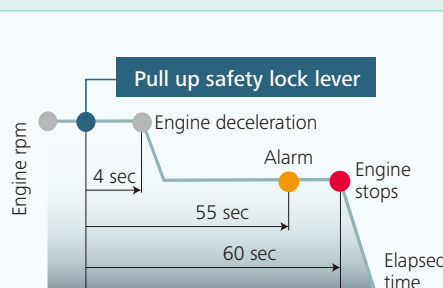 Pull up safety lock lever
Engine rpm
Engine deceleration
4 sec
Alarm
Engine
stops
55 sec
60 sec
Elapsed
time